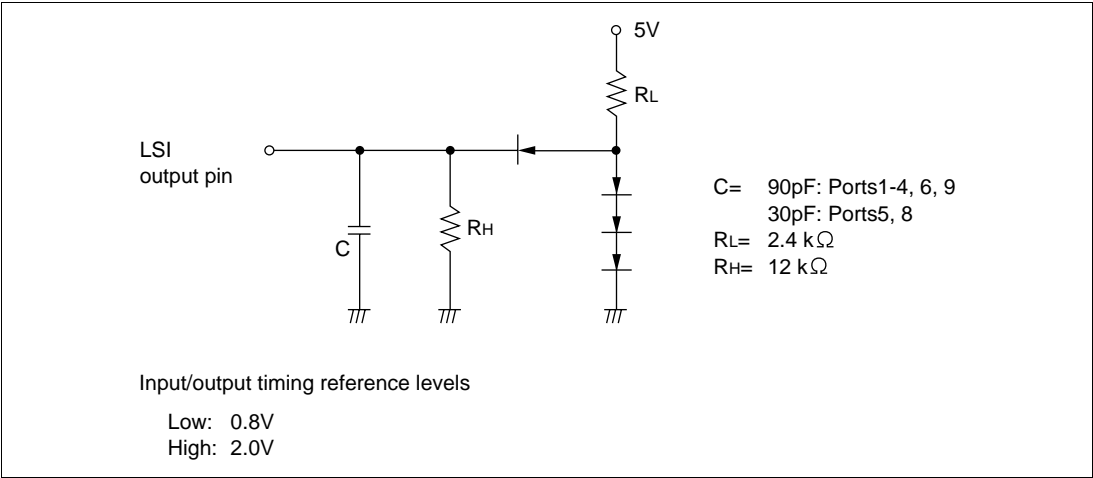 5V
RL
LSI
output pin
C
RH
C= 90pF: Ports1-4, 6, 9
30pF: Ports5, 8
RL= 2.4 kΩ
RH= 12 kΩ
Input/output timing reference levels
Low: 0.8V
High: 2.0V